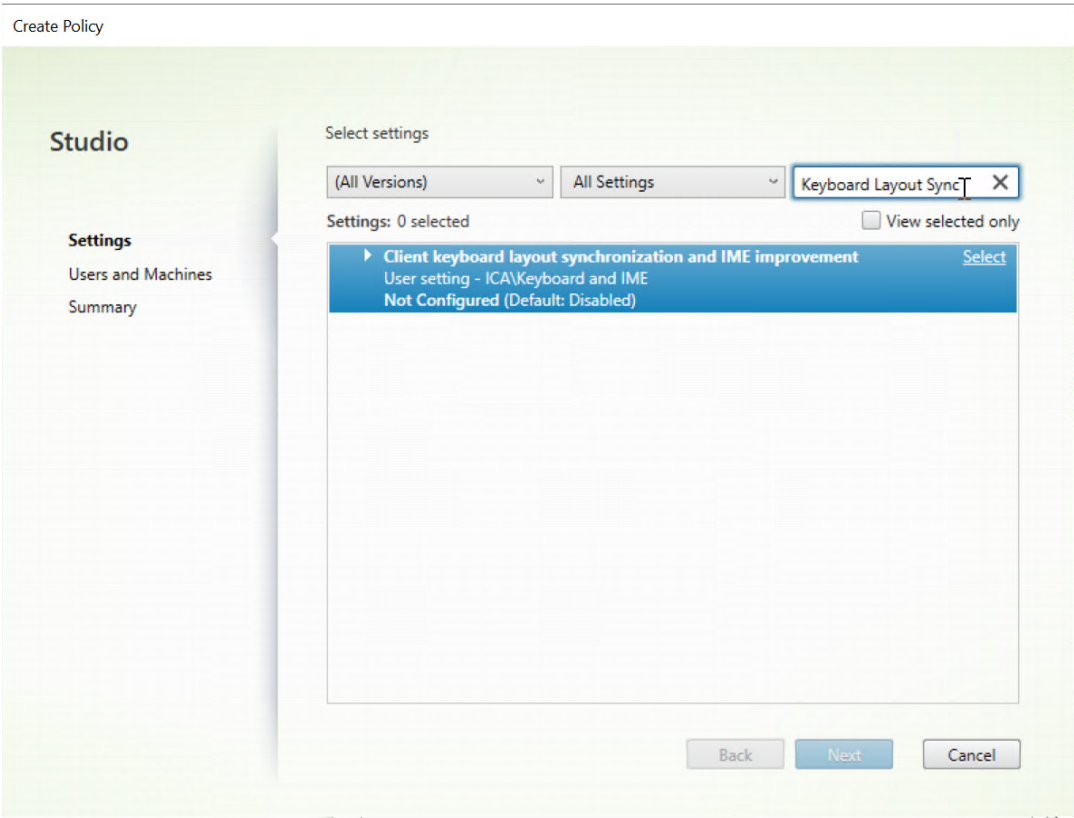 Create Policy
Studio
Settings
Users and Machines
Summary
Select settings
(All Versions)
All Settings
Keyboard Layout Sync
Settings: 0 selected
View selected only
Client keyboard layout synchronization and IME improvement
Select
User setting - ICA\Keyboard and IME
Not Configured (Default: Disabled)
Back
Next
Cancel